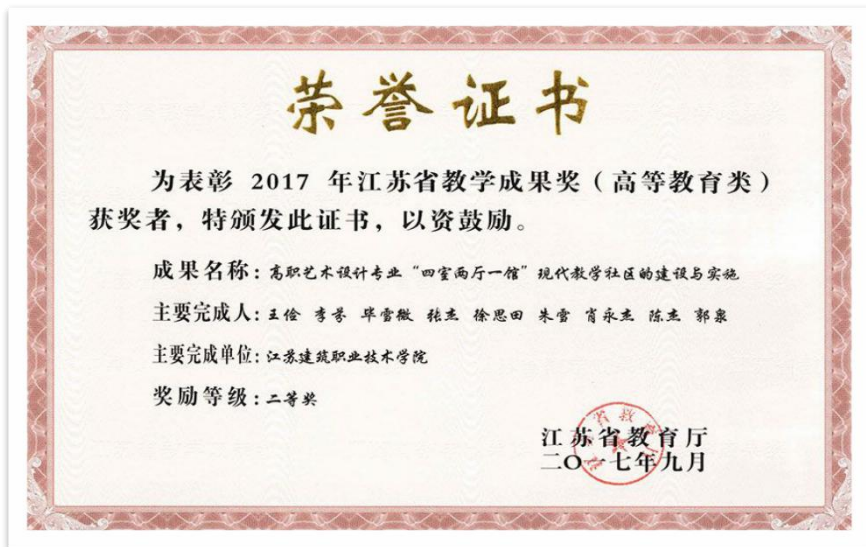 荣誉证书
为表彰 2017 年江苏省教学成果奖（高等教育类）
获奖者，特颁发此证书，以资鼓励。
成果名称：高职艺术设计专业“四室两厅一馆”现代教学社区的建设与实施
主要完成人：王俭 李芬 毕雪微 张杰 徐思田 朱雪 肖永杰 陈杰 郭泉
主要完成单位：江苏建筑职业技术学院
奖励等级：二等奖
江苏省教育厅
二〇一七年九月